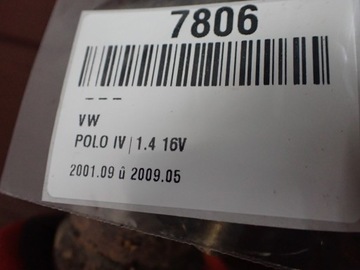 7806
---
VW
POLO IV | 1.4 16V
2001.09 û 2009.05